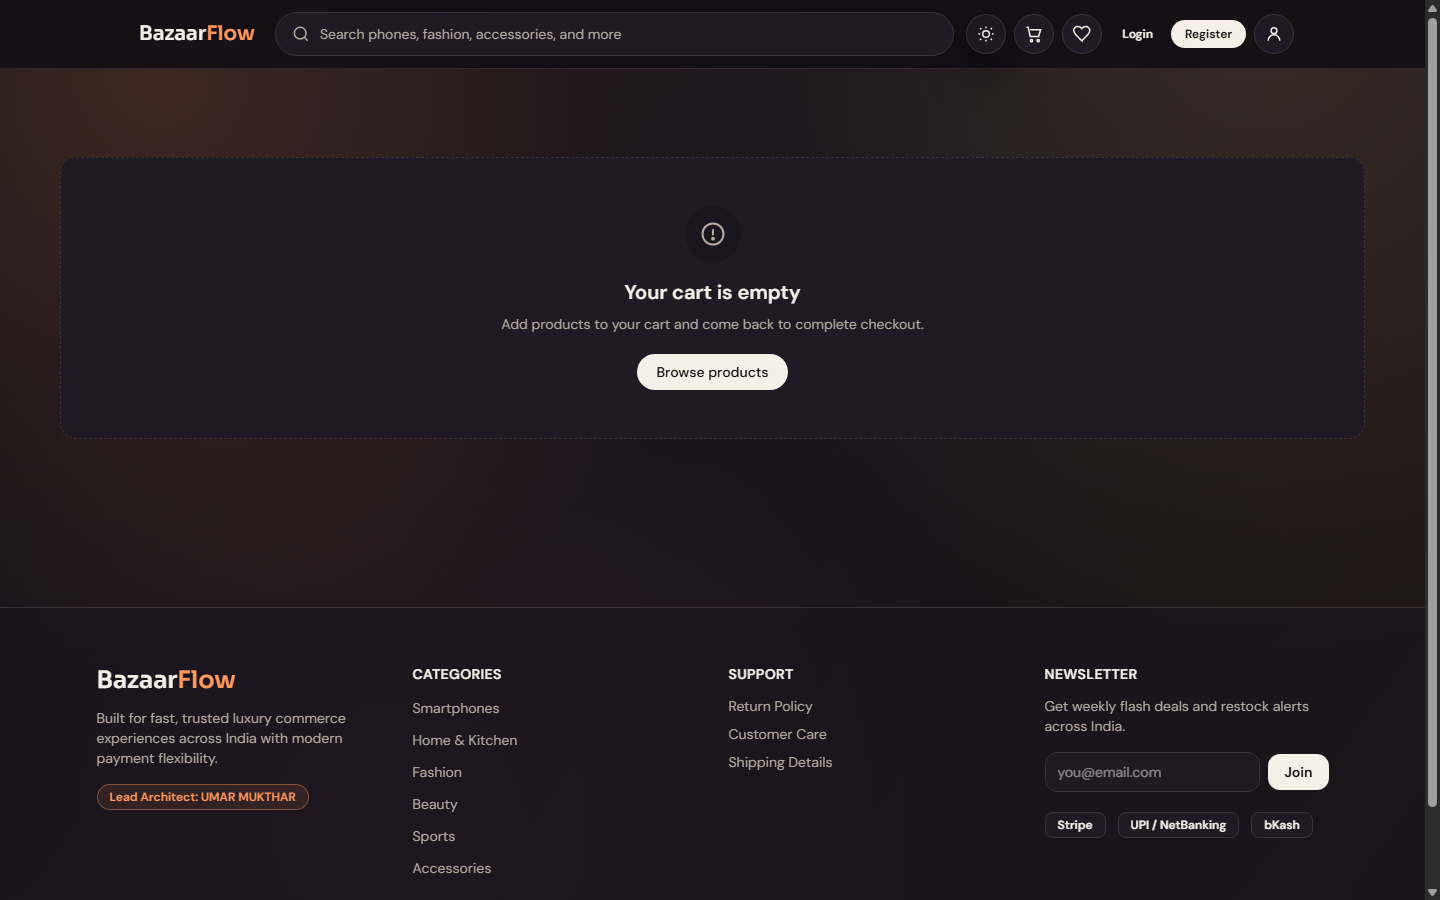 BazaarFlow
Search phones, fashion, accessories, and more
Login
Register
Your cart is empty
Add products to your cart and come back to complete checkout.
Browse products
BazaarFlow
Built for fast, trusted luxury commerce
experiences across India with modern
payment flexibility.
Lead Architect: UMAR MUKTHAR
CATEGORIES
Smartphones
Home & Kitchen
Fashion
Beauty
Sports
Accessories
SUPPORT
Return Policy
Customer Care
Shipping Details
NEWSLETTER
Get weekly flash deals and restock alerts
across India.
you@email.com
Join
Stripe
UPI / NetBanking
bKash